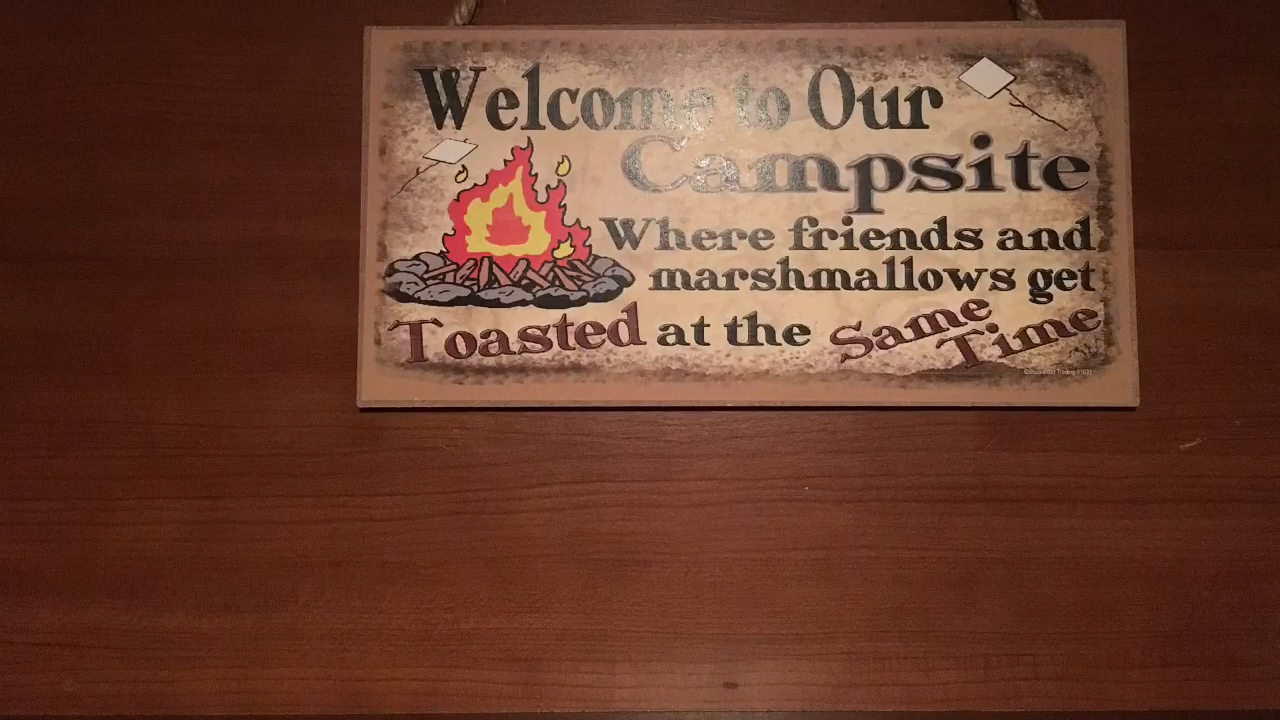 Welcome to Our
Campsite
Where friends and
marshmallows get
Toasted at the Same
Time